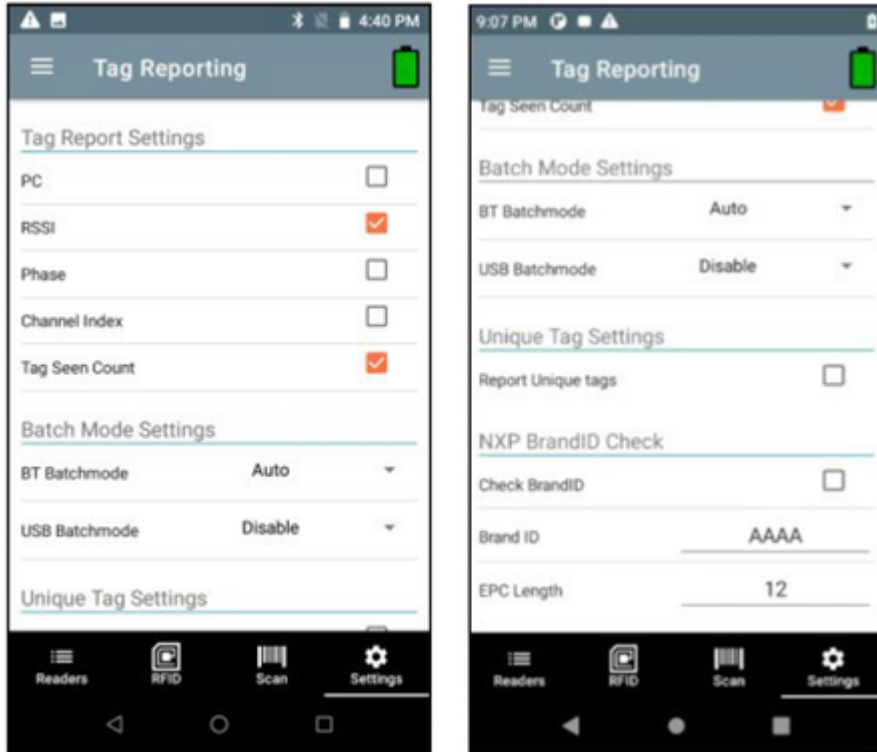 4:40 PM
Tag Reporting
Tag Report Settings
PC
RSSI
Phase
Channel Index
Tag Seen Count
Batch Mode Settings
BT Batchmode Auto
USB Batchmode Disable
Unique Tag Settings
Readers RFID Scan Settings
9:07 PM
Tag Reporting
Tag Seen Count
Batch Mode Settings
BT Batchmode Auto
USB Batchmode Disable
Unique Tag Settings
Report Unique tags
NXP BrandID Check
Check BrandID
Brand ID AAAA
EPC Length 12
Readers RFID Scan Settings